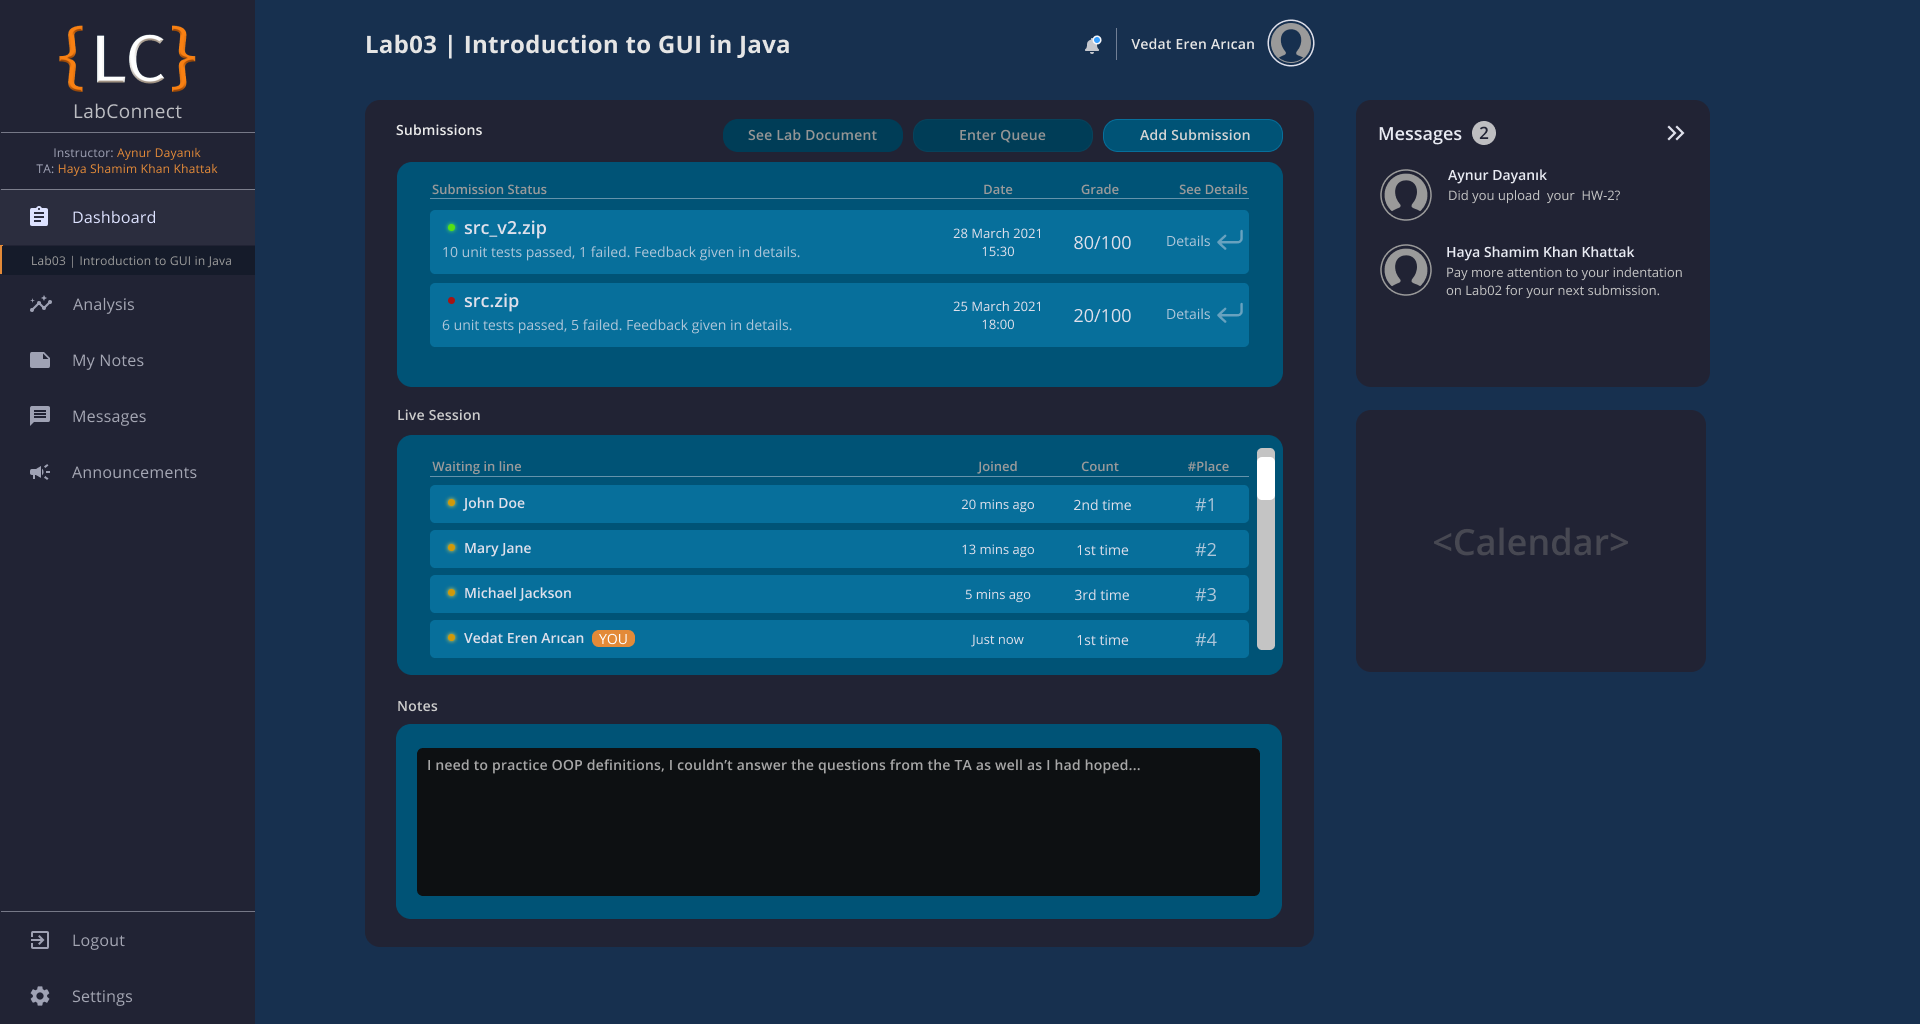 {LC}
LabConnect
Instructor: Aynur Dayanık
TA: Haya Shamim Khan Khattak
Dashboard
Lab03 | Introduction to GUI in Java
Analysis
My Notes
Messages
Announcements
Logout
Settings
Lab03 | Introduction to GUI in Java
Vedat Eren Arıcan
Submissions
See Lab Document
Enter Queue
Add Submission
Submission Status Date Grade See Details
src_v2.zip
10 unit tests passed, 1 failed. Feedback given in details.
28 March 2021
15:30
80/100
Details
src.zip
6 unit tests passed, 5 failed. Feedback given in details.
25 March 2021
18:00
20/100
Details
Live Session
Waiting in line Joined Count #Place
John Doe 20 mins ago 2nd time #1
Mary Jane 13 mins ago 1st time #2
Michael Jackson 5 mins ago 3rd time #3
Vedat Eren Arıcan YOU Just now 1st time #4
Notes
I need to practice OOP definitions, I couldn’t answer the questions from the TA as well as I had hoped...
Messages 2
Aynur Dayanık
Did you upload your HW-2?
Haya Shamim Khan Khattak
Pay more attention to your indentation
on Lab02 for your next submission.
<Calendar>